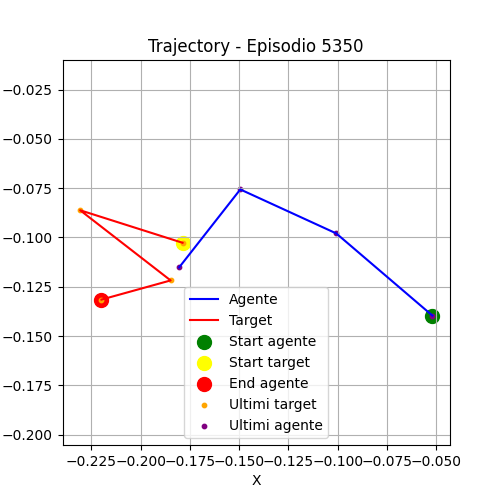 Trajectory - Episodio 5350
−0.025
−0.050
−0.075
−0.100
−0.125
−0.150
−0.175
−0.200
Agente
Target
Start agente
Start target
End agente
Ultimi target
Ultimi agente
−0.225 −0.200 −0.175 −0.150 −0.125 −0.100 −0.075 −0.050
X